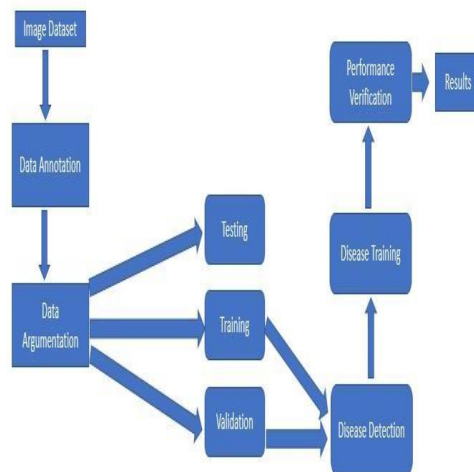 Image Dataset
Data Annotation
Data
Argumentation
Testing
Training
Validation
Disease Detection
Disease Training
Performance
Verification
Results